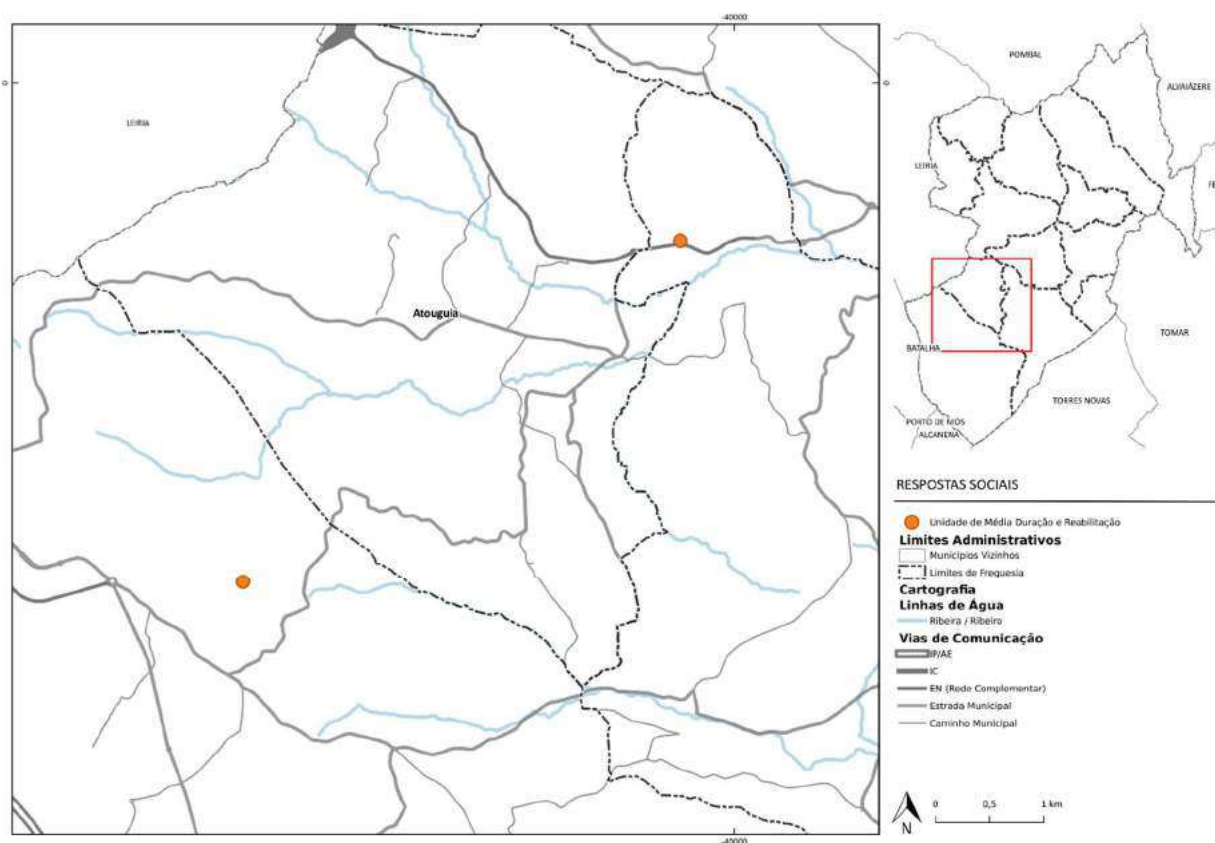 -40000
0
0
LEIRIA
Atouguia
-40000
POMBAL
ALVAIÁZERE
LEIRIA
FE
TOMAR
BATALHA
TORRES NOVAS
PORTO DE MÓS
ALCANENA
RESPOSTAS SOCIAIS
Unidade de Média Duração e Reabilitação
Limites Administrativos
Municípios Vizinhos
Limites de Freguesia
Cartografia
Linhas de Água
Ribeira / Ribeiro
Vias de Comunicação
IP/AE
IC
EN (Rede Complementar)
Estrada Municipal
Caminho Municipal
N
0 0,5 1 km